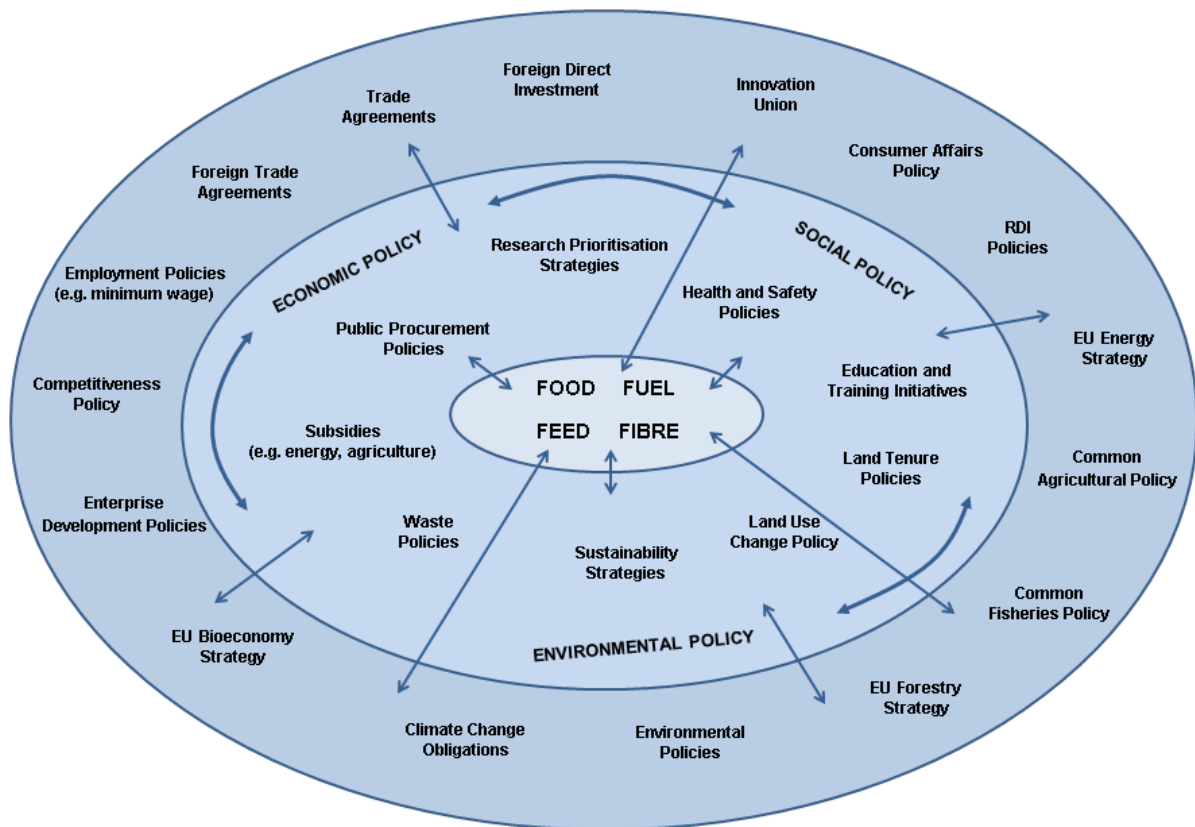 Foreign Direct
Investment
Trade
Agreements
Innovation
Union
Foreign Trade
Agreements
Consumer Affairs
Policy
RDI
Policies
Employment Policies
(e.g. minimum wage)
ECONOMIC POLICY
Research Prioritisation
Strategies
SOCIAL POLICY
Health and Safety
Policies
Public Procurement
Policies
EU Energy
Strategy
Competitiveness
Policy
FOOD FUEL
FEED FIBRE
Education and
Training Initiatives
Subsidies
(e.g. energy, agriculture)
Land Tenure
Policies
Common
Agricultural Policy
Enterprise
Development Policies
Waste
Policies
Land Use
Change Policy
Sustainability
Strategies
Common
Fisheries Policy
EU Bioeconomy
Strategy
ENVIRONMENTAL POLICY
EU Forestry
Strategy
Climate Change
Obligations
Environmental
Policies